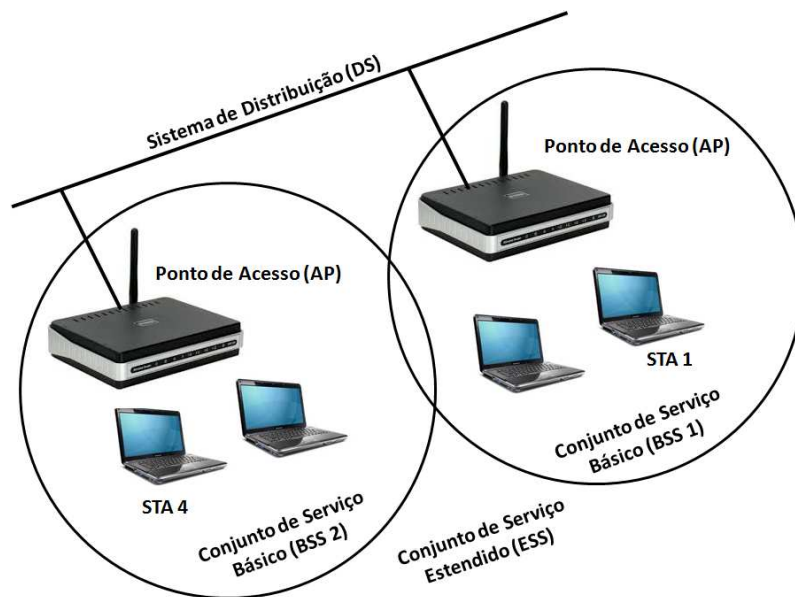 Sistema de Distribuição (DS)
Ponto de Acesso (AP)
Ponto de Acesso (AP)
STA 1
Conjunto de Serviço
Básico (BSS 1)
STA 4
Conjunto de Serviço
Básico (BSS 2)
Conjunto de Serviço
Estendido (ESS)